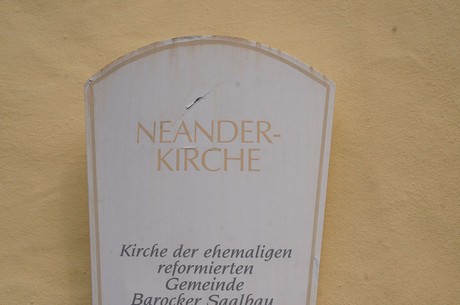 NEANDER-
KIRCHE
Kirche der ehemaligen
reformierten
Gemeinde
Barocker Saalbau